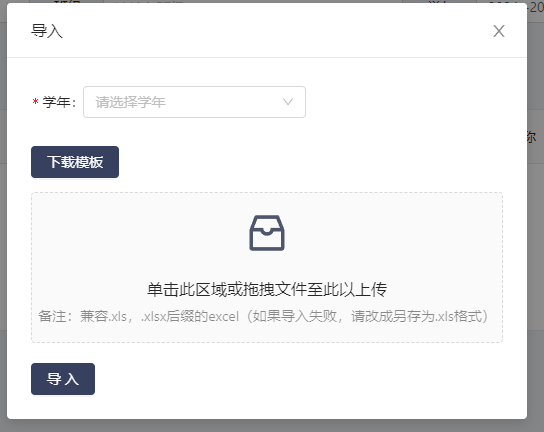 导入
* 学年：
请选择学年
下载模板
单击此区域或拖拽文件至此以上传
备注：兼容.xls，.xlsx后缀的excel（如果导入失败，请改成另存为.xls格式）
导 入